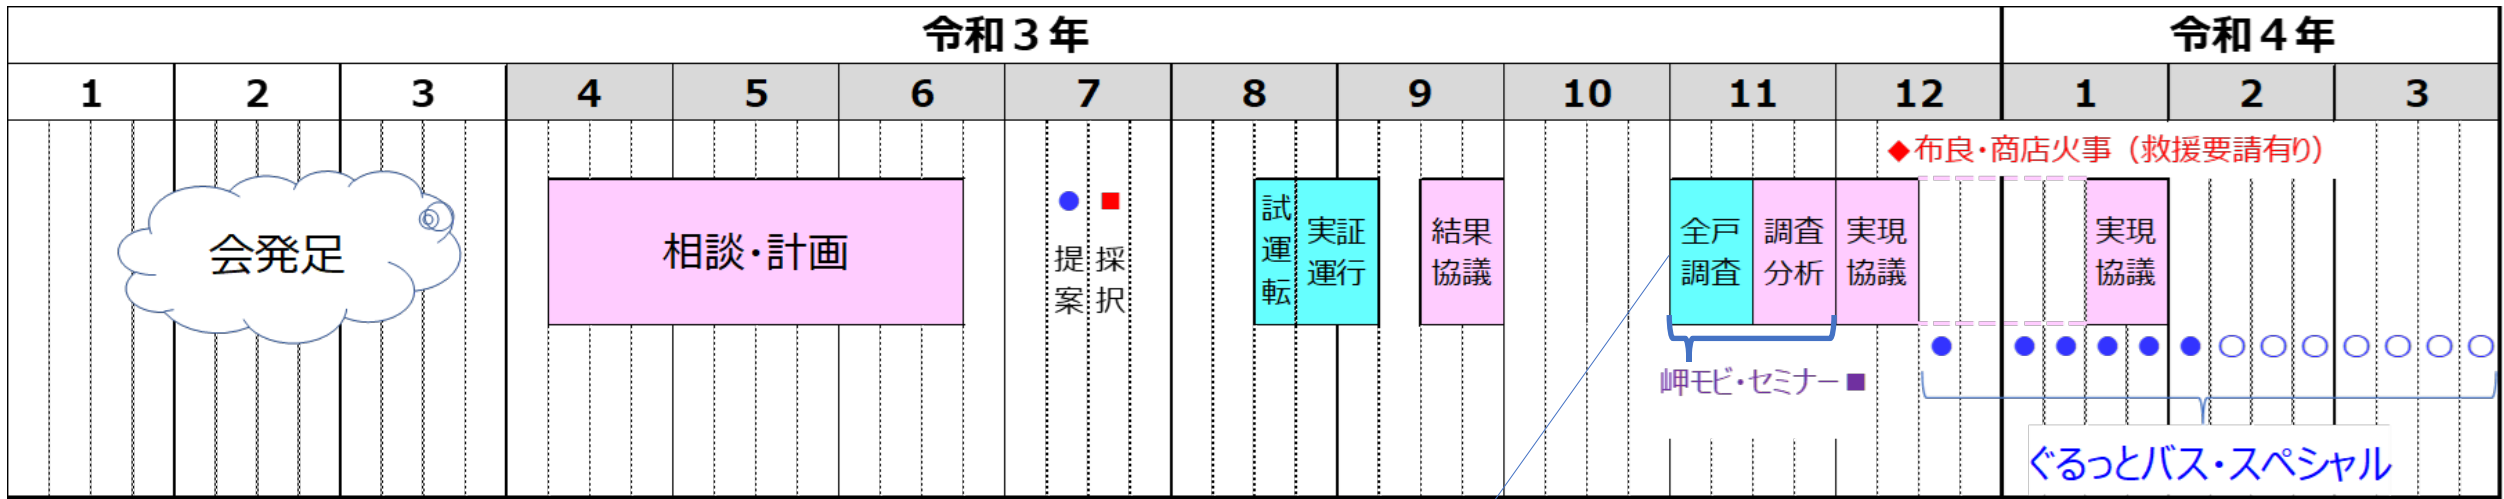 令和３年
令和４年
1 2 3 4 5 6 7 8 9 10 11 12 1 2 3
◆布良・商店火事（救援要請有り）
会発足
相談・計画
提案
採択
試運転
実証
運行
結果
協議
全戸
調査
調査
分析
実現
協議
実現
協議
岬モビ・セミナー■
ぐるっとバス・スペシャル